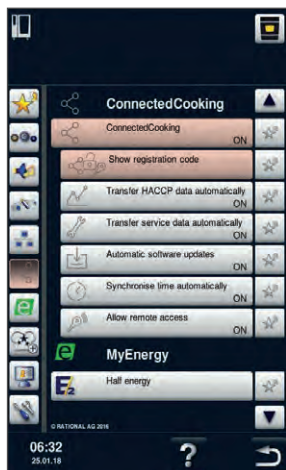 ConnectedCooking
ConnectedCooking
ON
Show registration code
Transfer HACCP data automatically
ON
Transfer service data automatically
ON
Automatic software updates
ON
Synchronise time automatically
ON
Allow remote access
ON
MyEnergy
E/2
Half energy
© RATIONAL AG 2016
06:32
25.01.18
?